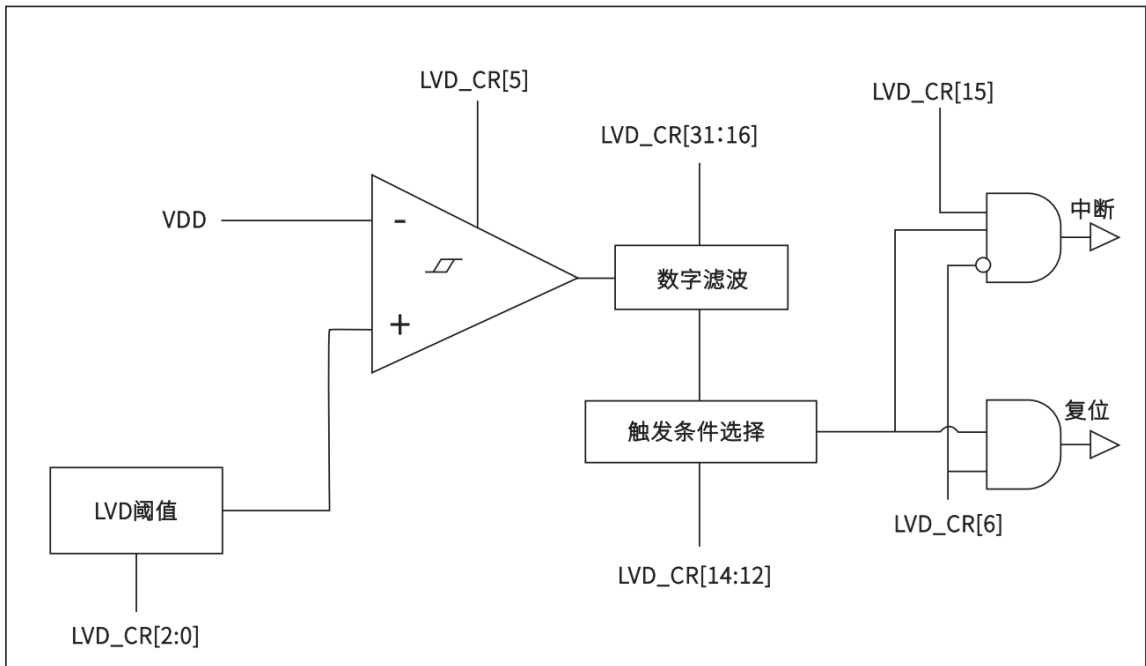 LVD_CR[5]
LVD_CR[15]
LVD_CR[31:16]
VDD
-
中断
数字滤波
+
复位
触发条件选择
LVD阈值
LVD_CR[6]
LVD_CR[14:12]
LVD_CR[2:0]